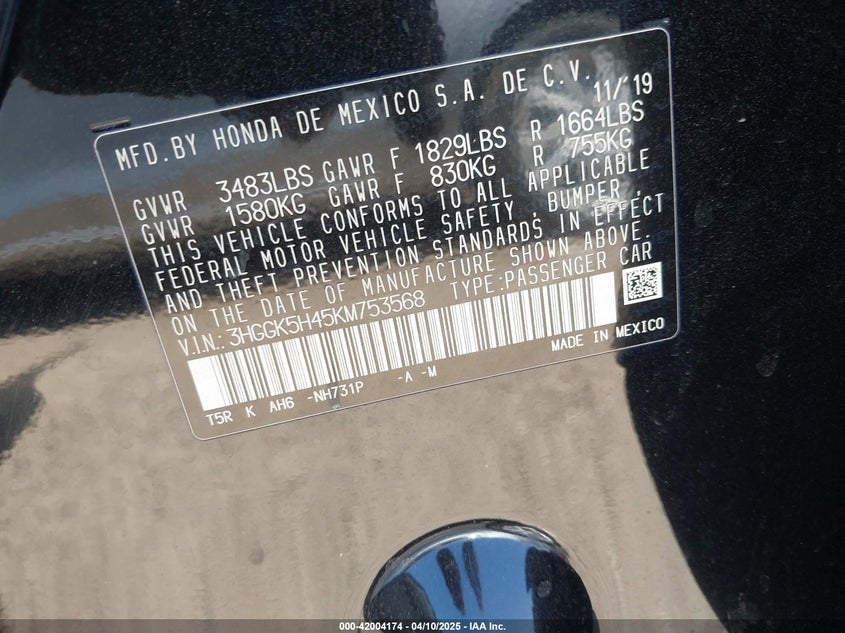 MFD. BY HONDA DE MEXICO S.A. DE C.V. 11/'19
GVWR 3483LBS GAWR F 1829LBS R 1664LBS
GVWR 1580KG GAWR F 830KG R 755KG
THIS VEHICLE CONFORMS TO ALL APPLICABLE
FEDERAL MOTOR VEHICLE SAFETY, BUMPER,
AND THEFT PREVENTION STANDARDS IN EFFECT
ON THE DATE OF MANUFACTURE SHOWN ABOVE.
V.I.N.: 3HGGK5H45KM753568 TYPE: PASSENGER CAR
T5R K AH6 -NH731P -A -M MADE IN MEXICO
000-42004174 - 04/10/2025 - IAA Inc.